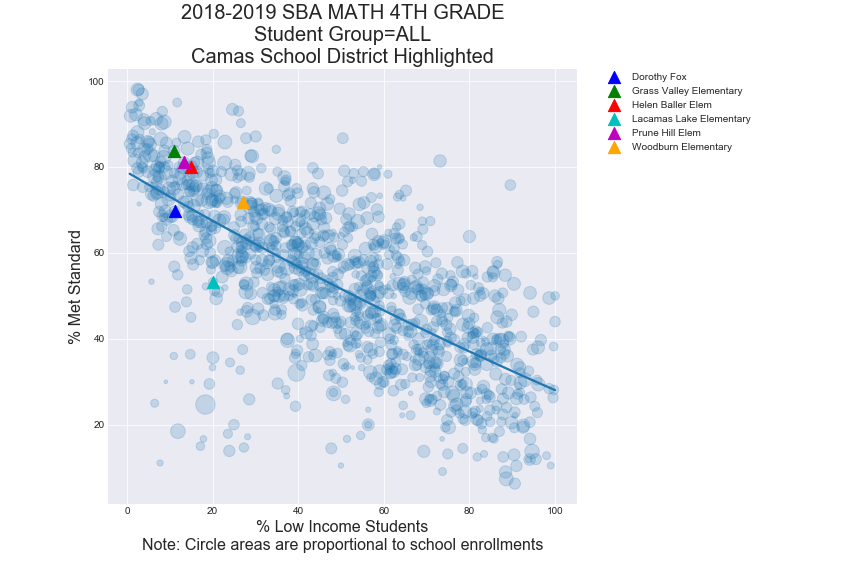 2018-2019 SBA MATH 4TH GRADE
Student Group=ALL
Camas School District Highlighted
100
80
60
40
20
% Met Standard
0 20 40 60 80 100
% Low Income Students
Note: Circle areas are proportional to school enrollments
Dorothy Fox
Grass Valley Elementary
Helen Baller Elem
Lacamas Lake Elementary
Prune Hill Elem
Woodburn Elementary